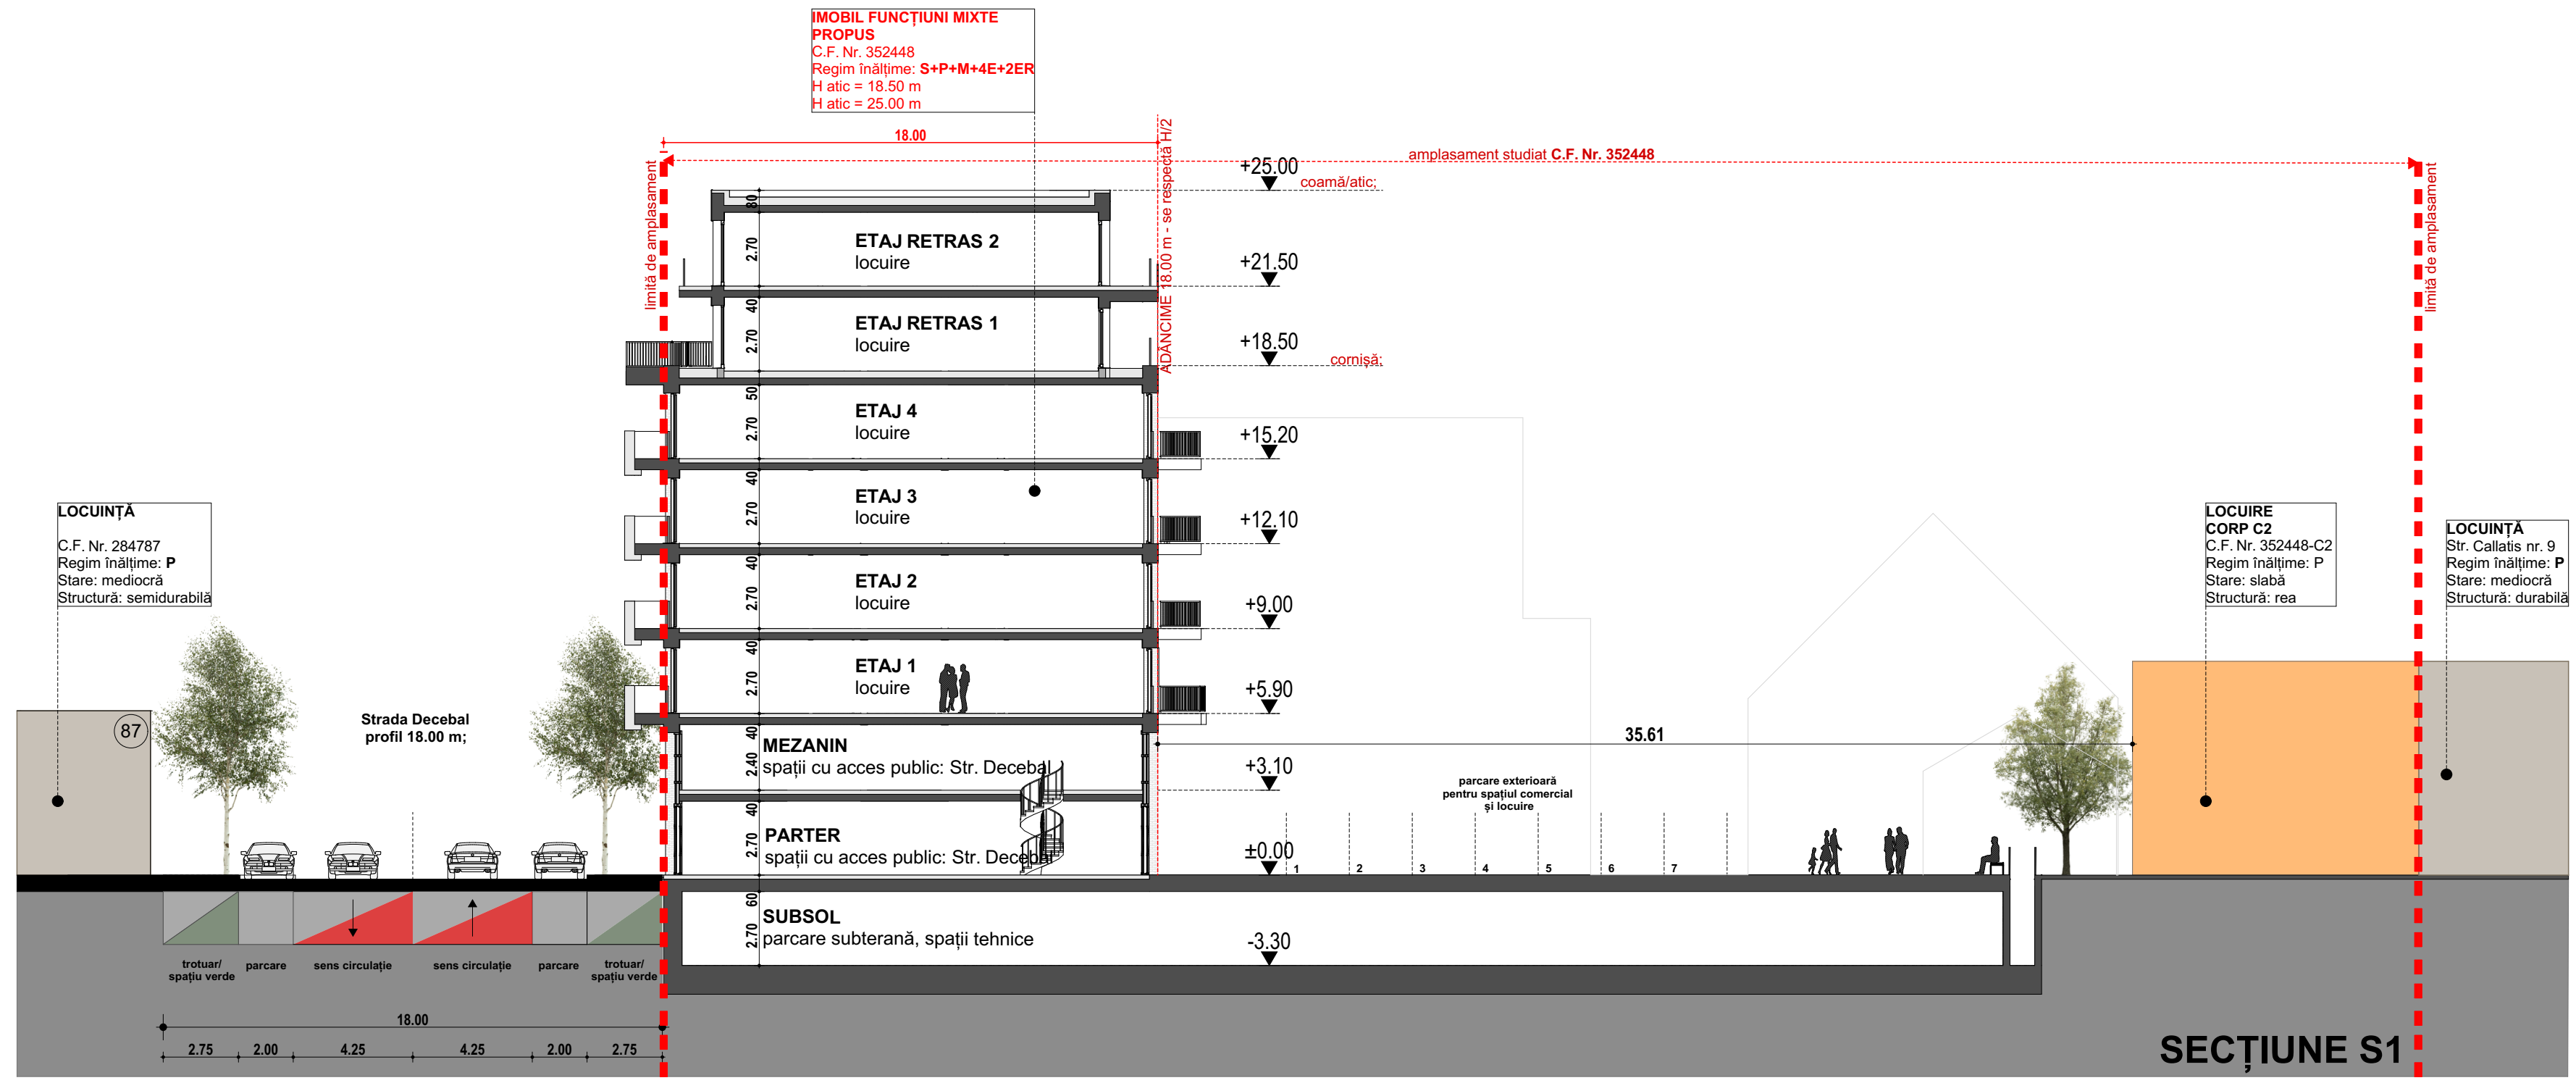 IMOBIL FUNCȚIUNI MIXTE
PROPUS
C.F. Nr. 352448
Regim înălțime: S+P+M+4E+2ER
H atic = 18.50 m
H atic = 25.00 m
18.00
amplasament studiat C.F. Nr. 352448
limită de amplasament
ADÂNCIME 18.00 m - se respectă H/2
limită de amplasament
+25.00
coamă/atic;
80
ETAJ RETRAS 2
locuire
2.70
+21.50
40
ETAJ RETRAS 1
locuire
2.70
+18.50
cornișă;
50
ETAJ 4
locuire
2.70
+15.20
40
ETAJ 3
locuire
2.70
+12.10
40
ETAJ 2
locuire
2.70
+9.00
40
ETAJ 1
locuire
2.70
+5.90
40
MEZANIN
spații cu acces public: Str. Decebal
2.40
+3.10
40
PARTER
spații cu acces public: Str. Decebal
2.70
±0.00
60
SUBSOL
parcare subterană, spații tehnice
2.70
-3.30
LOCUINȚĂ
C.F. Nr. 284787
Regim înălțime: P
Stare: mediocră
Structură: semidurabilă
87
Strada Decebal
profil 18.00 m;
35.61
parcare exterioară
pentru spațiul comercial
și locuire
1
2
3
4
5
6
7
LOCUIRE
CORP C2
C.F. Nr. 352448-C2
Regim înălțime: P
Stare: slabă
Structură: rea
LOCUINȚĂ
Str. Callatis nr. 9
Regim înălțime: P
Stare: mediocră
Structură: durabilă
trotuar/
spațiu verde
parcare
sens circulație
sens circulație
parcare
trotuar/
spațiu verde
18.00
2.75
2.00
4.25
4.25
2.00
2.75
SECȚIUNE S1